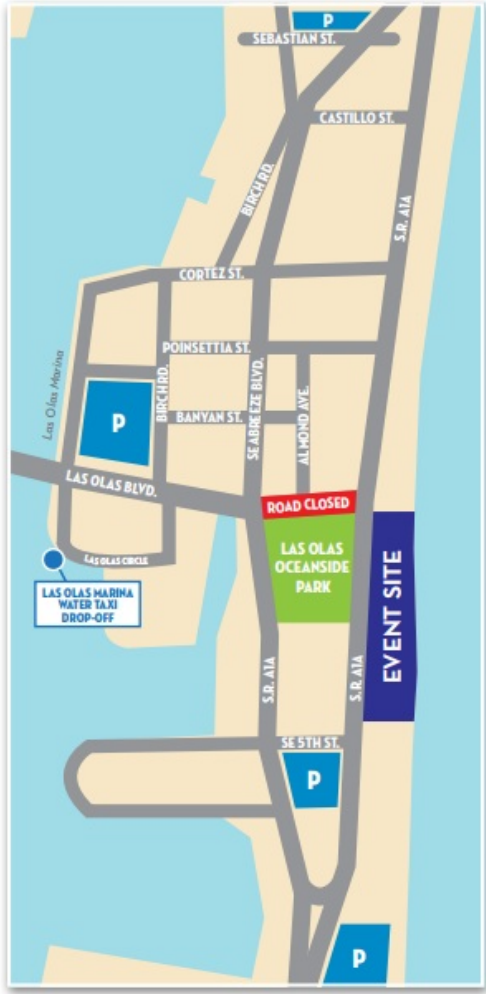 P
SEBASTIAN ST.
CASTILLO ST.
BIRCH RD.
S.R. A1A
CORTEZ ST.
POINSETTIA ST.
Las Olas Marina
BIRCH RD.
SEABREEZE BLVD.
ALMOND AVE.
P
BANYAN ST.
LAS OLAS BLVD.
ROAD CLOSED
LAS OLAS
OCEANSIDE
PARK
EVENT SITE
LAS OLAS CIRCLE
LAS OLAS MARINA
WATER TAXI
DROP-OFF
S.R. A1A
S.R. A1A
SE 5TH ST.
P
P